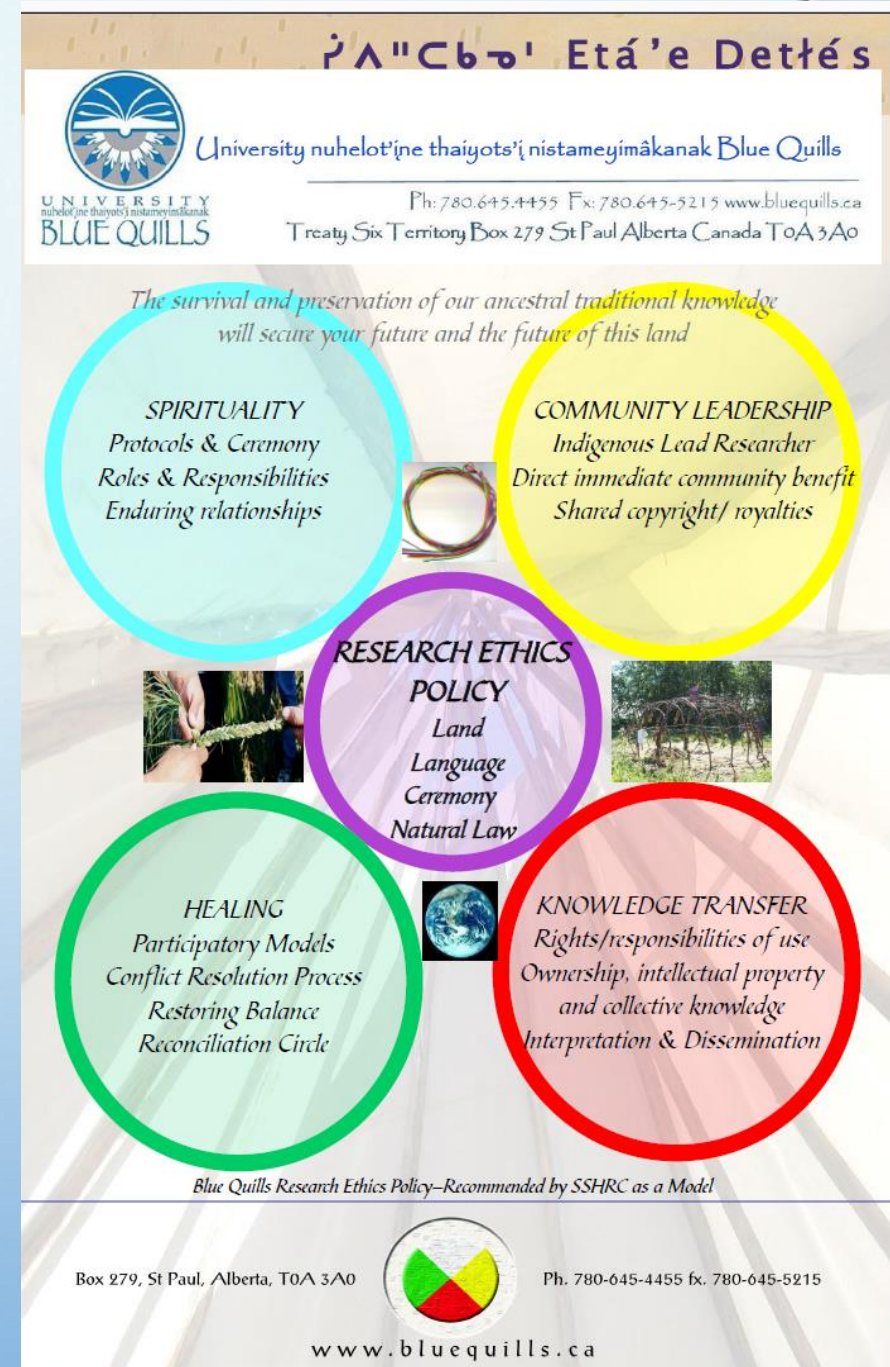 ᓰᐱᐦᑕᑲᓀᐤ Etá’e Detłés
University nuhelot’įne thaiyots’į nistameyimâkanak Blue Quills
Ph: 780.645.4455 Fx: 780.645-5215 www.bluequills.ca
Treaty Six Territory Box 279 St Paul Alberta Canada T0A 3A0
UNIVERSITY
nuhelot’įne thaiyots’į nistameyimâkanak
BLUE QUILLS
The survival and preservation of our ancestral traditional knowledge
will secure your future and the future of this land
SPIRITUALITY
Protocols & Ceremony
Roles & Responsibilities
Enduring relationships
COMMUNITY LEADERSHIP
Indigenous Lead Researcher
Direct immediate community benefit
Shared copyright/ royalties
RESEARCH ETHICS
POLICY
Land
Language
Ceremony
Natural Law
HEALING
Participatory Models
Conflict Resolution Process
Restoring Balance
Reconciliation Circle
KNOWLEDGE TRANSFER
Rights/responsibilities of use
Ownership, intellectual property
and collective knowledge
Interpretation & Dissemination
Blue Quills Research Ethics Policy–Recommended by SSHRC as a Model
Box 279, St Paul, Alberta, T0A 3A0
Ph. 780-645-4455 fx. 780-645-5215
www.bluequills.ca